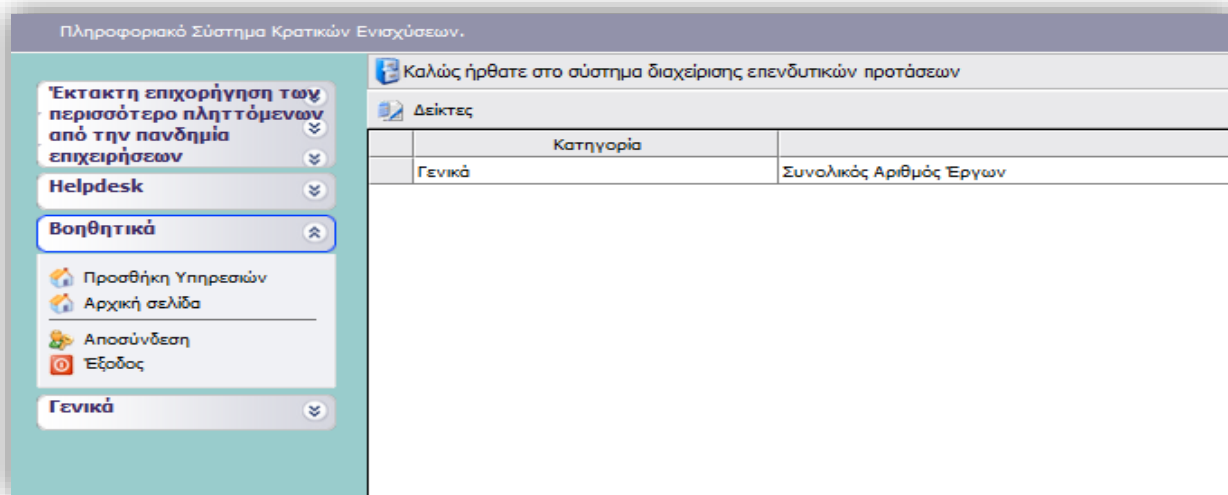 Πληροφοριακό Σύστημα Κρατικών Ενισχύσεων.
Έκτακτη επιχορήγηση των
περισσότερο πληττόμενων
από την πανδημία
επιχειρήσεων
Helpdesk
Βοηθητικά
Προσθήκη Υπηρεσιών
Αρχική σελίδα
Αποσύνδεση
Έξοδος
Γενικά
Καλώς ήρθατε στο σύστημα διαχείρισης επενδυτικών προτάσεων
Δείκτες
Κατηγορία
Γενικά Συνολικός Αριθμός Έργων